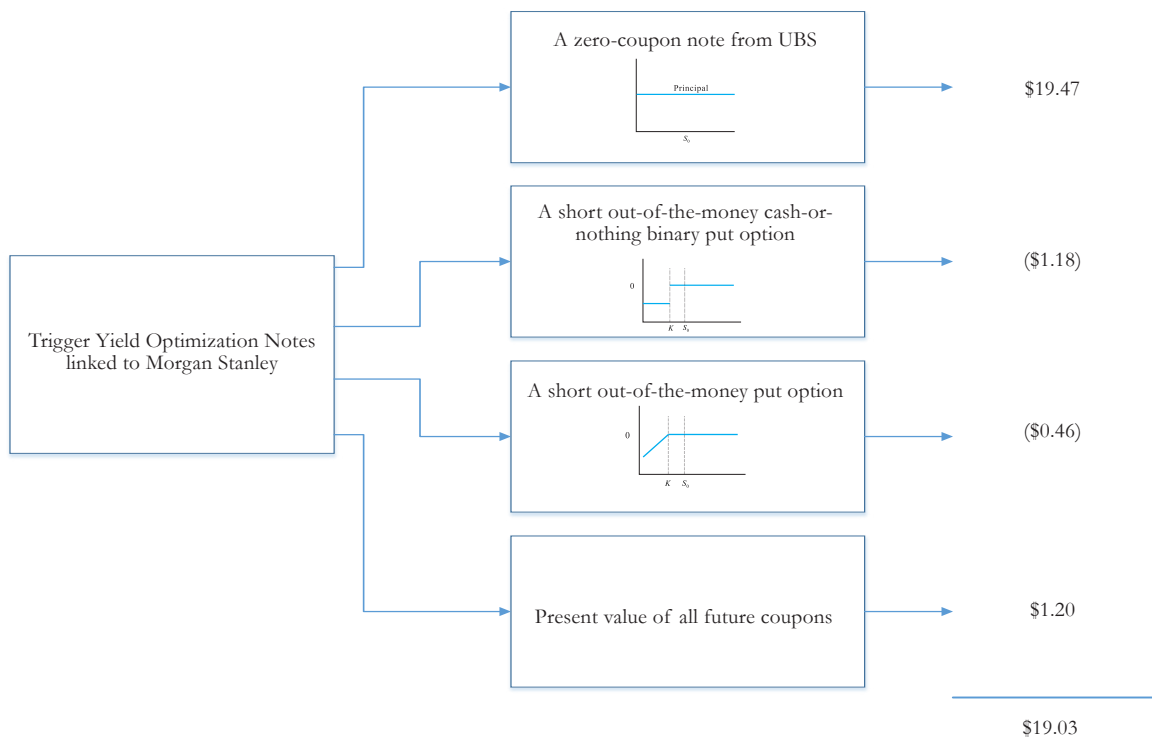 A zero-coupon note from UBS
Principal
S0
$19.47
A short out-of-the-money cash-or-
nothing binary put option
0
K S0
($1.18)
Trigger Yield Optimization Notes
linked to Morgan Stanley
A short out-of-the-money put option
0
K S0
($0.46)
Present value of all future coupons
$1.20
$19.03